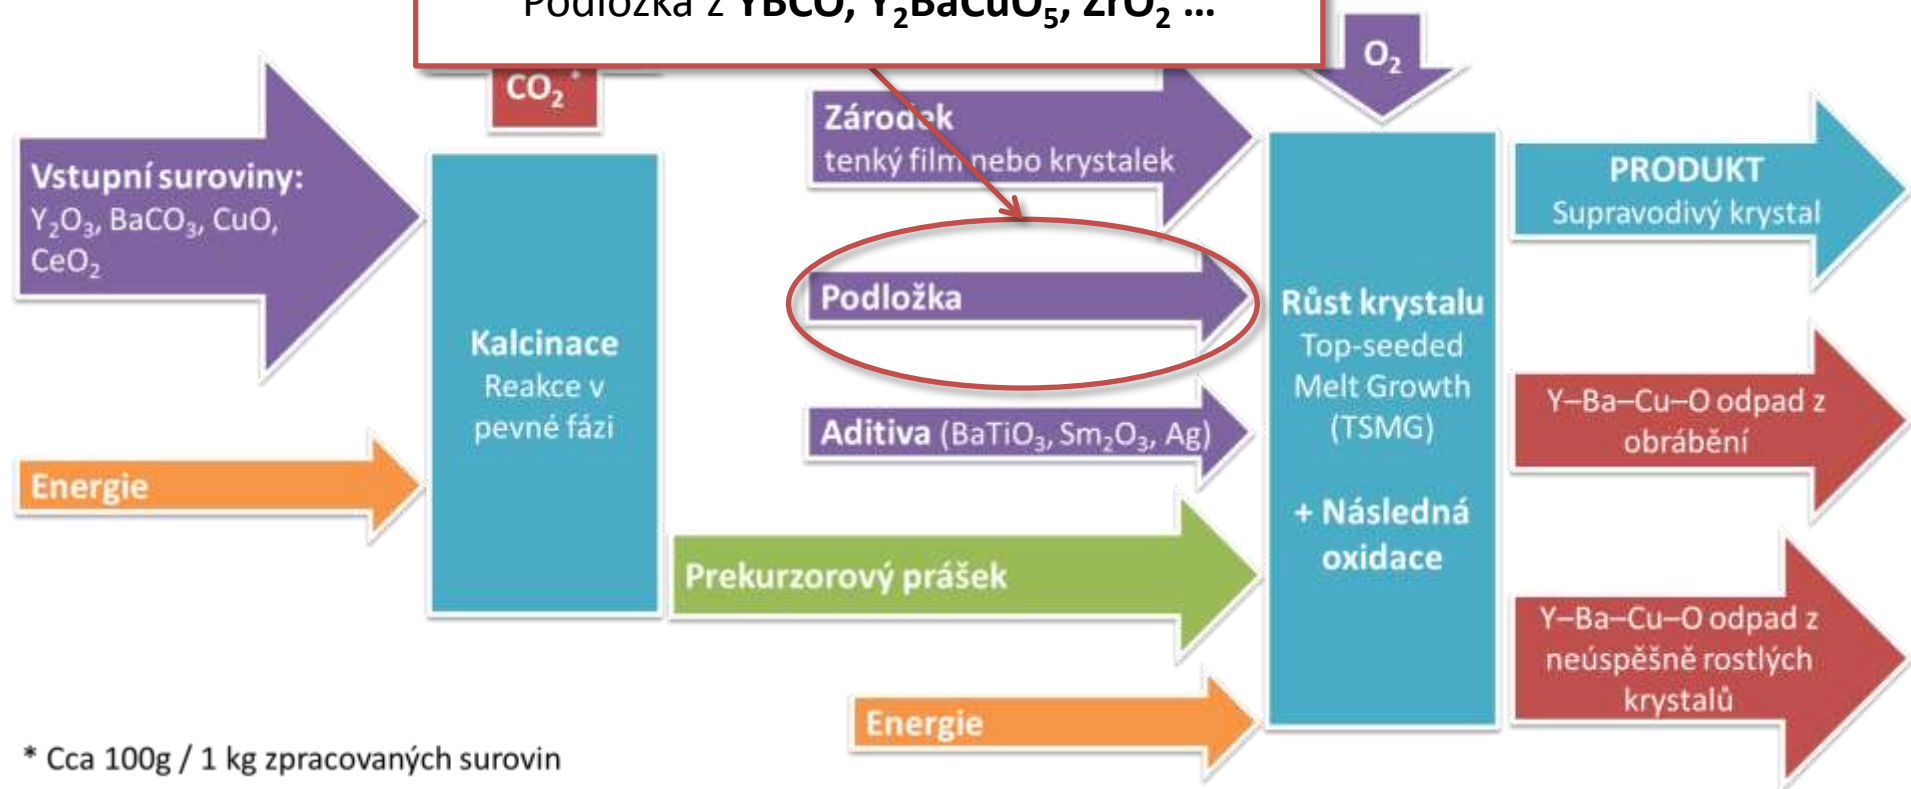 Podložka z YBCO, Y₂BaCuO₅, ZrO₂ ...
CO₂*
O₂
Vstupní suroviny:
Y₂O₃, BaCO₃, CuO,
CeO₂
Energie
Kalcinace
Reakce v
pevné fázi
Zárodek
tenký film nebo krystalek
Podložka
Aditiva (BaTiO₃, Sm₂O₃, Ag)
Prekurzorový prášek
Energie
Růst krystalu
Top-seeded
Melt Growth
(TSMG)
+ Následná
oxidace
PRODUKT
Supravodivý krystal
Y–Ba–Cu–O odpad z
obrábění
Y–Ba–Cu–O odpad z
neúspěšně rostlých
krystalů
* Cca 100g / 1 kg zpracovaných surovin